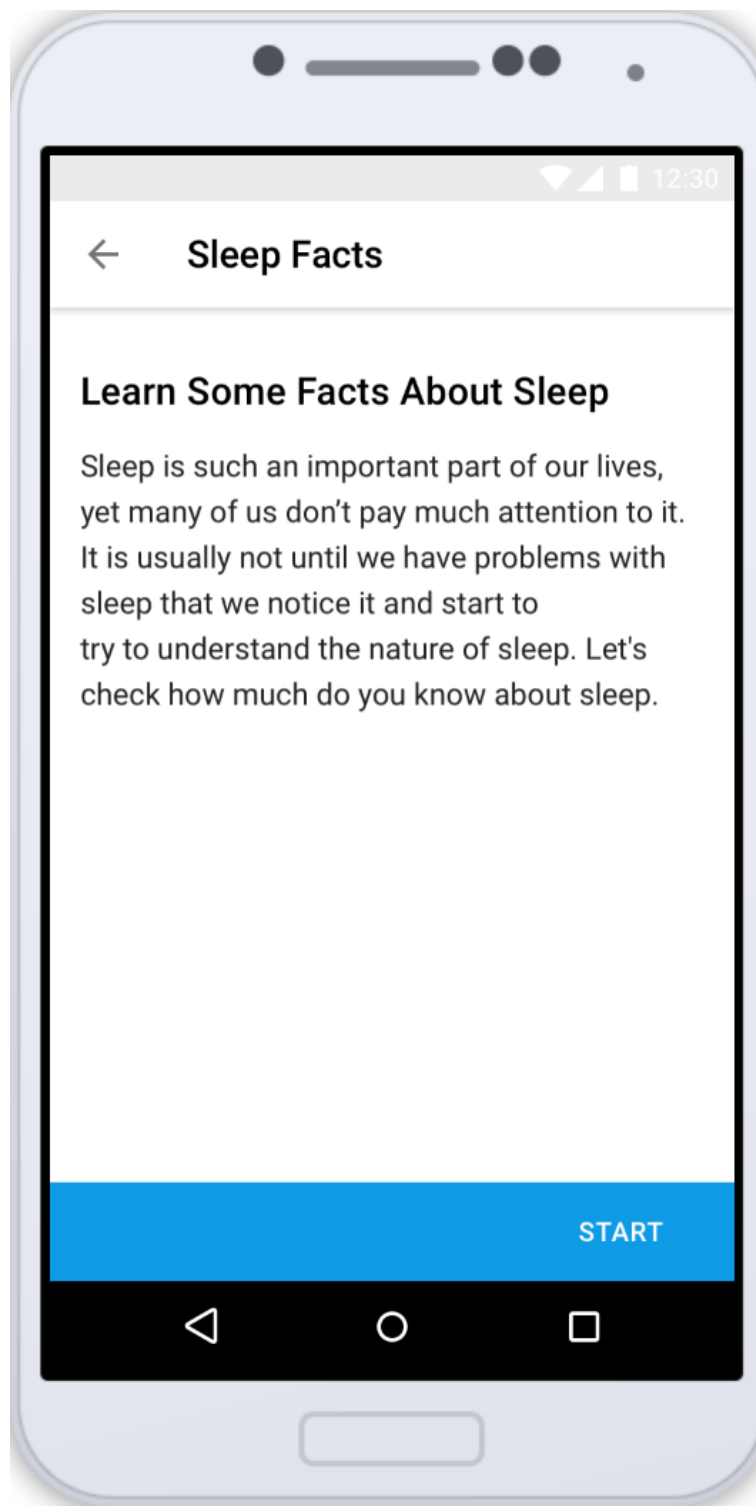 12:30
Sleep Facts
Learn Some Facts About Sleep
Sleep is such an important part of our lives,
yet many of us don’t pay much attention to it.
It is usually not until we have problems with
sleep that we notice it and start to
try to understand the nature of sleep. Let's
check how much do you know about sleep.
START